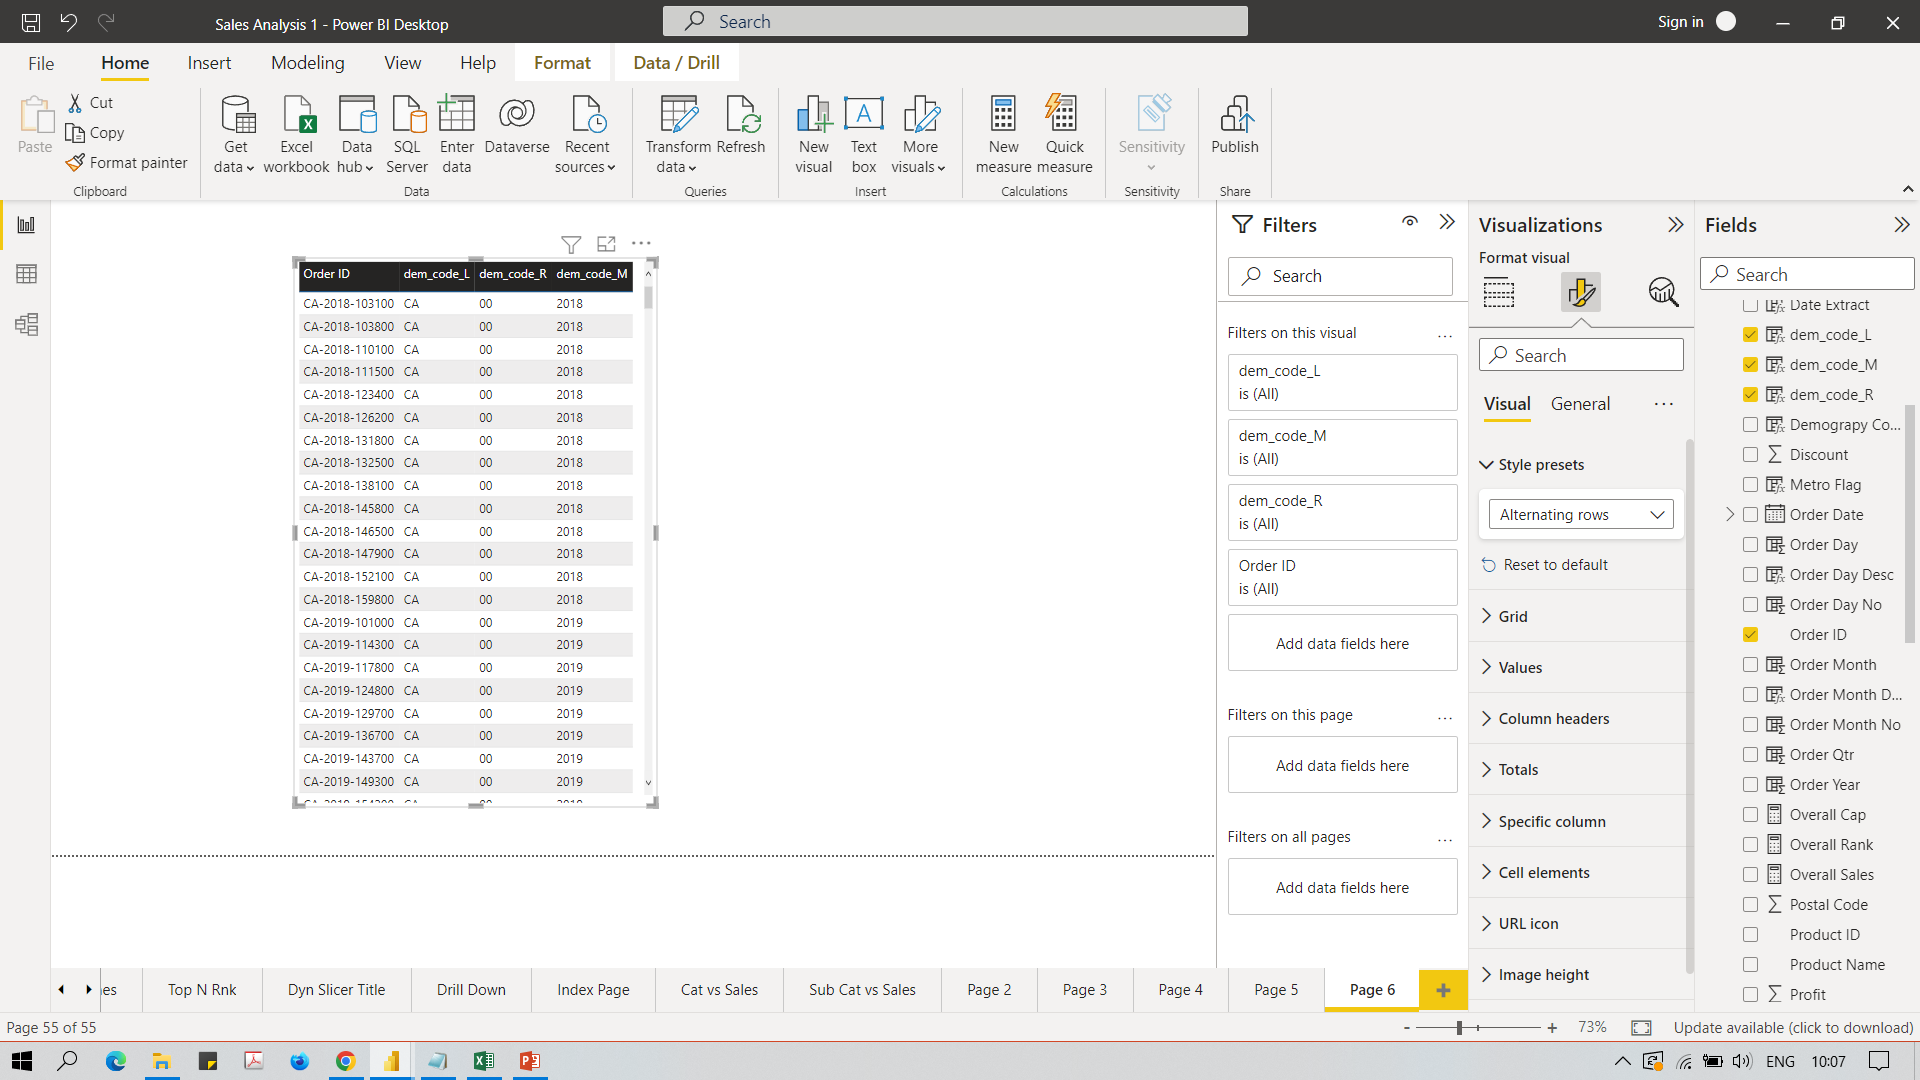 Sales Analysis 1 - Power BI Desktop
Search
Sign in
File Home Insert Modeling View Help Format Data / Drill
Paste
Cut
Copy
Format painter
Clipboard
Get data
Excel workbook
Data hub
SQL Server
Enter data
Dataverse
Recent sources
Data
Transform data
Refresh
Queries
New visual
Text box
More visuals
Insert
New measure
Quick measure
Calculations
Sensitivity
Sensitivity
Publish
Share
Order ID dem_code_L dem_code_R dem_code_M
CA-2018-103100 CA 00 2018
CA-2018-103800 CA 00 2018
CA-2018-110100 CA 00 2018
CA-2018-111500 CA 00 2018
CA-2018-123400 CA 00 2018
CA-2018-126200 CA 00 2018
CA-2018-131800 CA 00 2018
CA-2018-132500 CA 00 2018
CA-2018-138100 CA 00 2018
CA-2018-145800 CA 00 2018
CA-2018-146500 CA 00 2018
CA-2018-147900 CA 00 2018
CA-2018-152100 CA 00 2018
CA-2018-159800 CA 00 2018
CA-2019-101000 CA 00 2019
CA-2019-114300 CA 00 2019
CA-2019-117800 CA 00 2019
CA-2019-124800 CA 00 2019
CA-2019-129700 CA 00 2019
CA-2019-136700 CA 00 2019
CA-2019-143700 CA 00 2019
CA-2019-149300 CA 00 2019
Filters
Search
Filters on this visual ...
dem_code_L
is (All)
dem_code_M
is (All)
dem_code_R
is (All)
Order ID
is (All)
Add data fields here
Filters on this page ...
Add data fields here
Filters on all pages ...
Add data fields here
Visualizations
Format visual
Search
Visual General ...
Style presets
Alternating rows
Reset to default
Grid
Values
Column headers
Totals
Specific column
Cell elements
URL icon
Image height
Fields
Search
Date Extract
dem_code_L
dem_code_M
dem_code_R
Demograpy Co...
Discount
Metro Flag
Order Date
Order Day
Order Day Desc
Order Day No
Order ID
Order Month
Order Month D...
Order Month No
Order Qtr
Order Year
Overall Cap
Overall Rank
Overall Sales
Postal Code
Product ID
Product Name
Profit
nes Top N Rnk Dyn Slicer Title Drill Down Index Page Cat vs Sales Sub Cat vs Sales Page 2 Page 3 Page 4 Page 5 Page 6
Page 55 of 55
- + 73%
Update available (click to download)
ENG 10:07